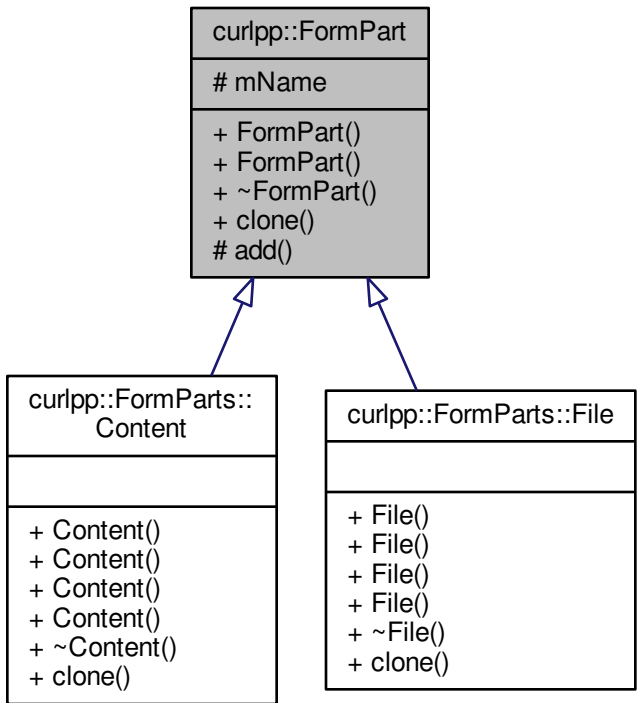 curlpp::FormPart
# mName
+ FormPart()
+ FormPart()
+ ~FormPart()
+ clone()
# add()
curlpp::FormParts::
Content
+ Content()
+ Content()
+ Content()
+ Content()
+ ~Content()
+ clone()
curlpp::FormParts::File
+ File()
+ File()
+ File()
+ File()
+ ~File()
+ clone()